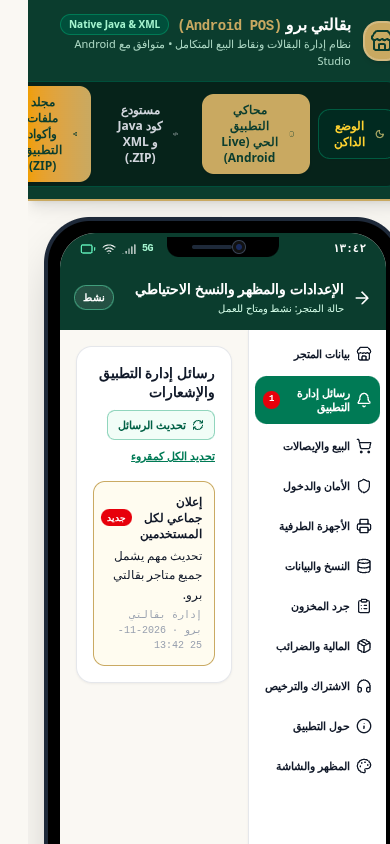 بقالتي برو (Android POS)
Native Java & XML
نظام إدارة البقالات ونقاط البيع المتكامل • متوافق مع Android
Studio
الوضع
الداكن
محاكي
التطبيق
الحي (Live
Android)
مستودع
كود Java
و XML
(ZIP.)
مجلد
ملفات
وأكواد
التطبيق
(ZIP)
١٣:٤٢
5G
الإعدادات والمظهر والنسخ الاحتياطي
حالة المتجر: نشط ومتاح للعمل
نشط
بيانات المتجر
رسائل إدارة
التطبيق
1
البيع والإيصالات
الأمان والدخول
الأجهزة الطرفية
النسخ والبيانات
جرد المخزون
المالية والضرائب
الاشتراك والترخيص
حول التطبيق
المظهر والشاشة
رسائل إدارة التطبيق
والإشعارات
تحديث الرسائل
تحديد الكل كمقروء
إعلان
جماعي لكل
المستخدمين
جديد
تحديث مهم يشمل
جميع متاجر بقالتي
برو.
إدارة بقالتي
برو · 2026-11-
25 13:42